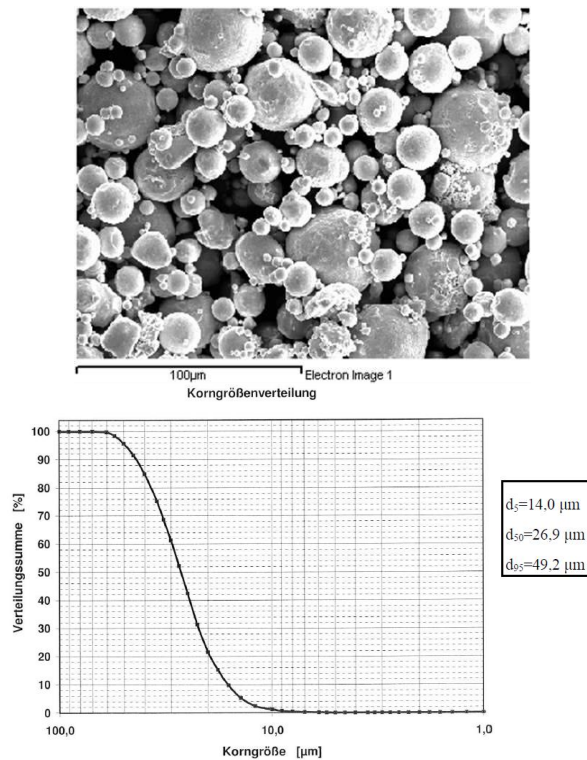 100µm
Electron Image 1
Korngrößenverteilung
Verteilungssumme [%]
100
90
80
70
60
50
40
30
20
10
0
100,0
10,0
1,0
Korngröße [µm]
d₅=14,0 µm
d₅₀=26,9 µm
d₉₅=49,2 µm